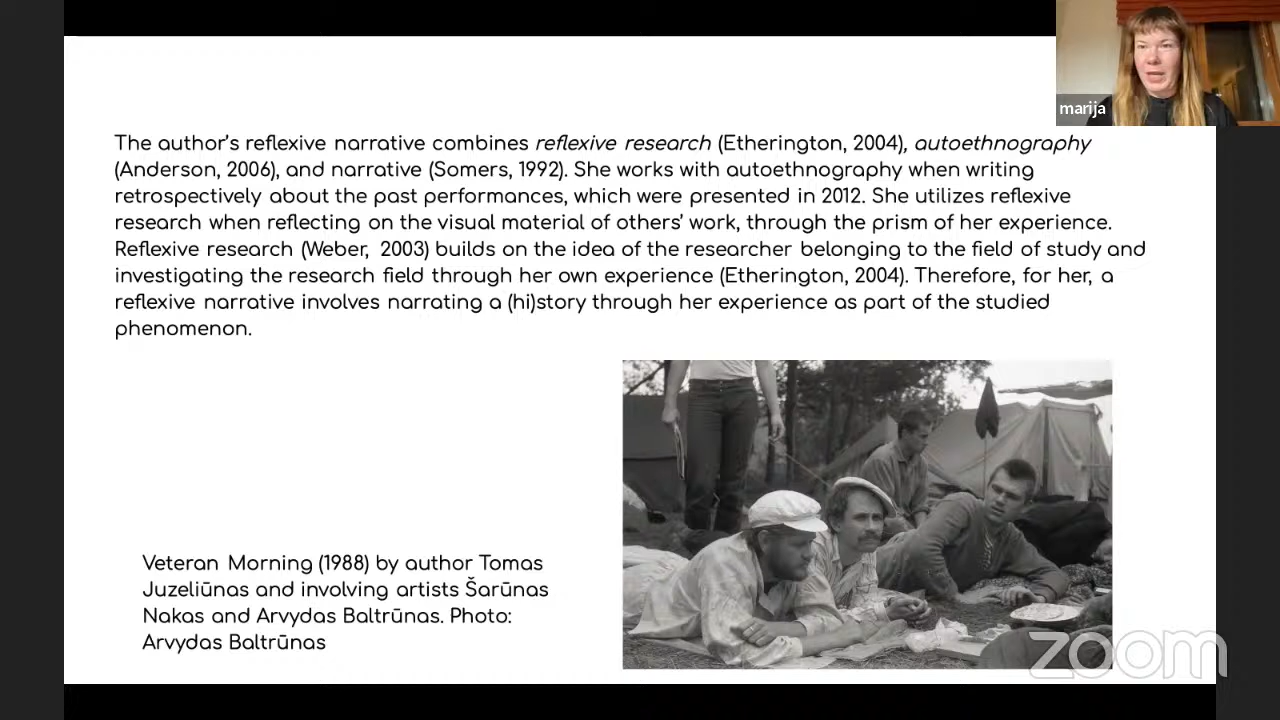 marija
The author's reflexive narrative combines reflexive research (Etherington, 2004), autoethnography
(Anderson, 2006), and narrative (Somers, 1992). She works with autoethnography when writing
retrospectively about the past performances, which were presented in 2012. She utilizes reflexive
research when reflecting on the visual material of others' work, through the prism of her experience.
Reflexive research (Weber, 2003) builds on the idea of the researcher belonging to the field of study and
investigating the research field through her own experience (Etherington, 2004). Therefore, for her, a
reflexive narrative involves narrating a (hi)story through her experience as part of the studied
phenomenon.
Veteran Morning (1988) by author Tomas
Juzeliūnas and involving artists Šarūnas
Nakas and Arvydas Baltrūnas. Photo:
Arvydas Baltrūnas
zoom